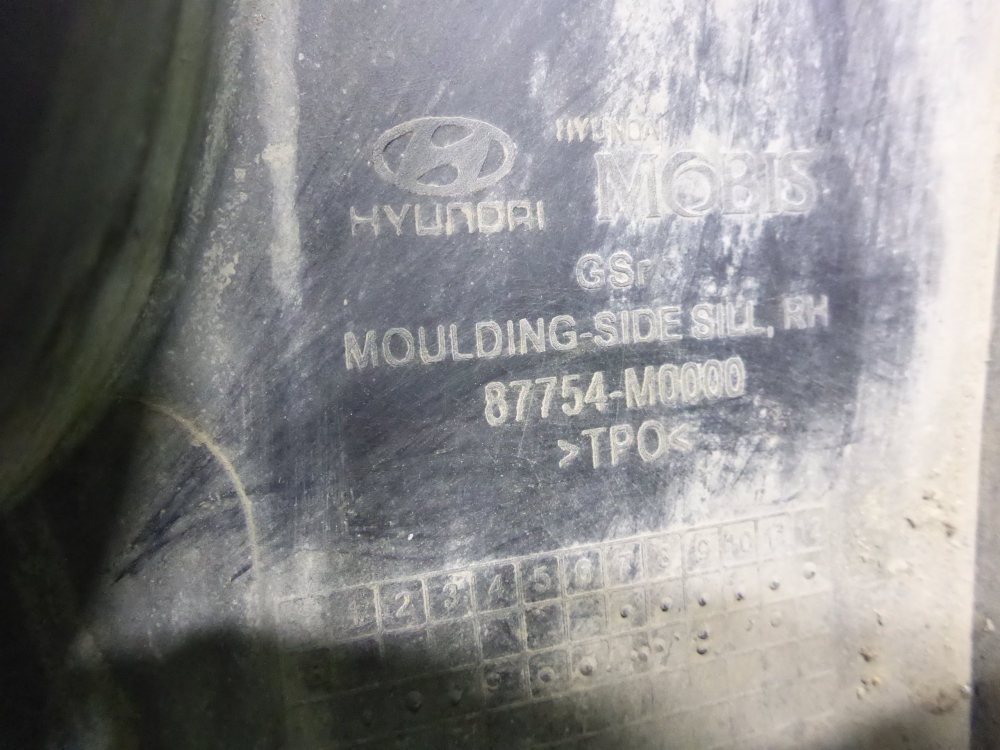 HYUNDAI
HYUNDAI
MOBIS
GSr
MOULDING-SIDE SILL, RH
87754-M0000
>TPO<
1 2 3 4 5 6 7 8 9 10 11